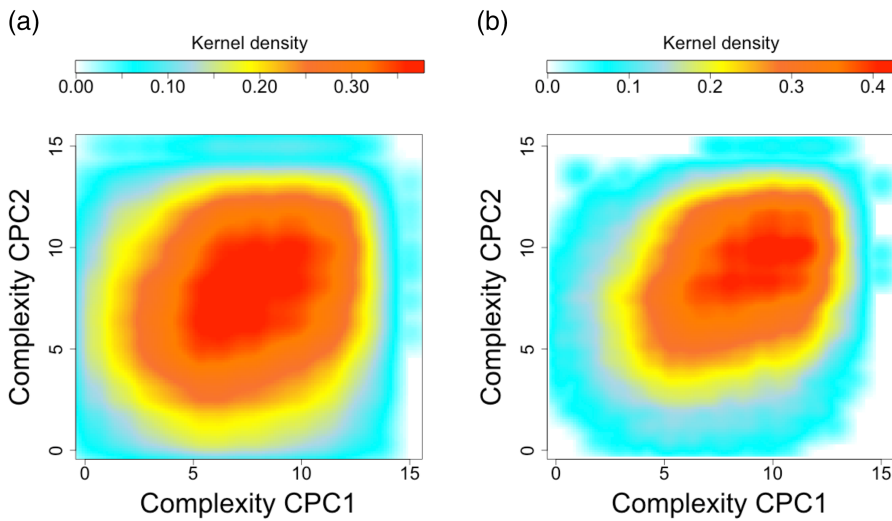 (a)
Kernel density
0.00 0.10 0.20 0.30
15
10
5
0
Complexity CPC2
0 5 10 15
Complexity CPC1
(b)
Kernel density
0.0 0.1 0.2 0.3 0.4
15
10
5
0
Complexity CPC2
0 5 10 15
Complexity CPC1